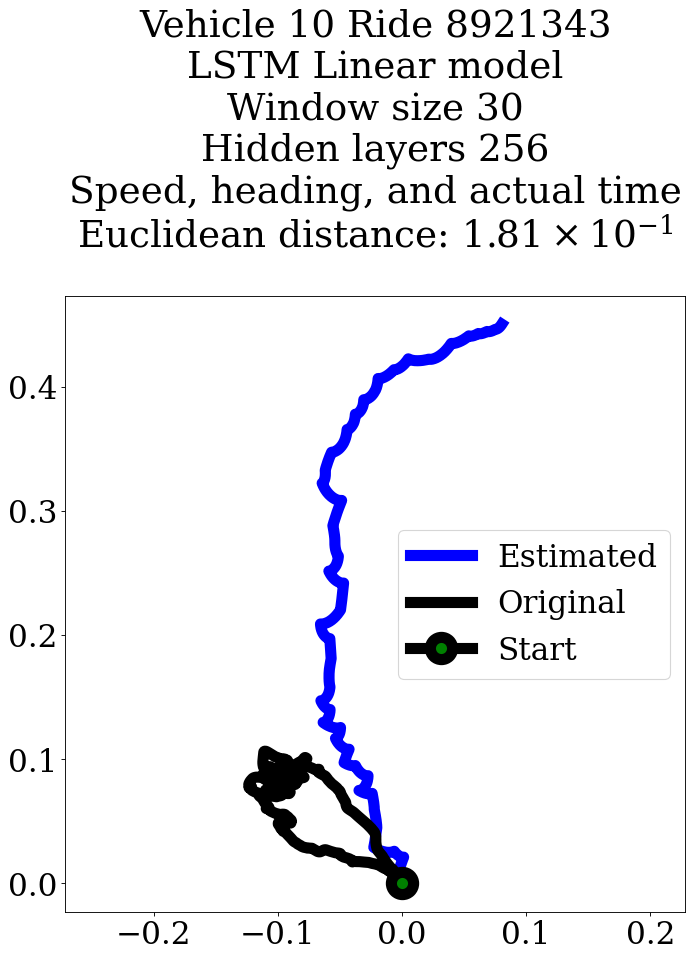 Vehicle 10 Ride 8921343
LSTM Linear model
Window size 30
Hidden layers 256
Speed, heading, and actual time
Euclidean distance: 1.81 × 10⁻¹
0.4
0.3
0.2
0.1
0.0
Estimated
Original
Start
−0.2 −0.1 0.0 0.1 0.2